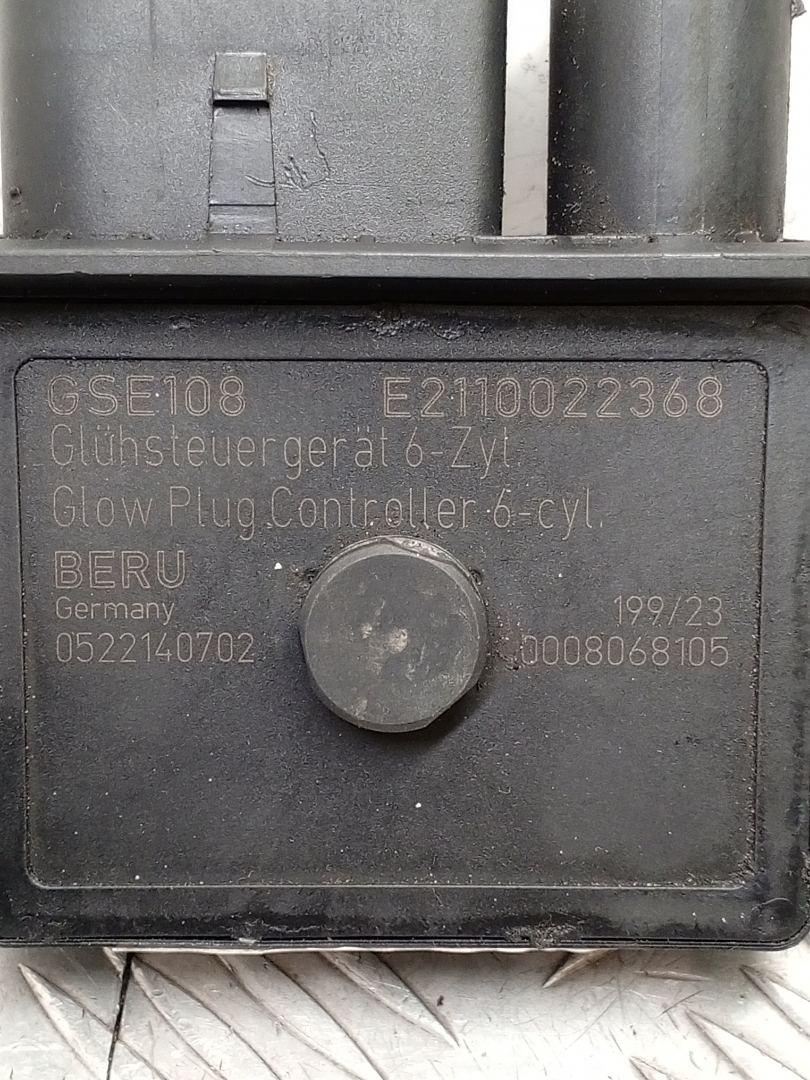 GSE108 E2110022368
Glühsteuergerät 6-Zyl.
Glow Plug Controller 6-cyl.
BERU
Germany 199/23
0522140702 0008068105